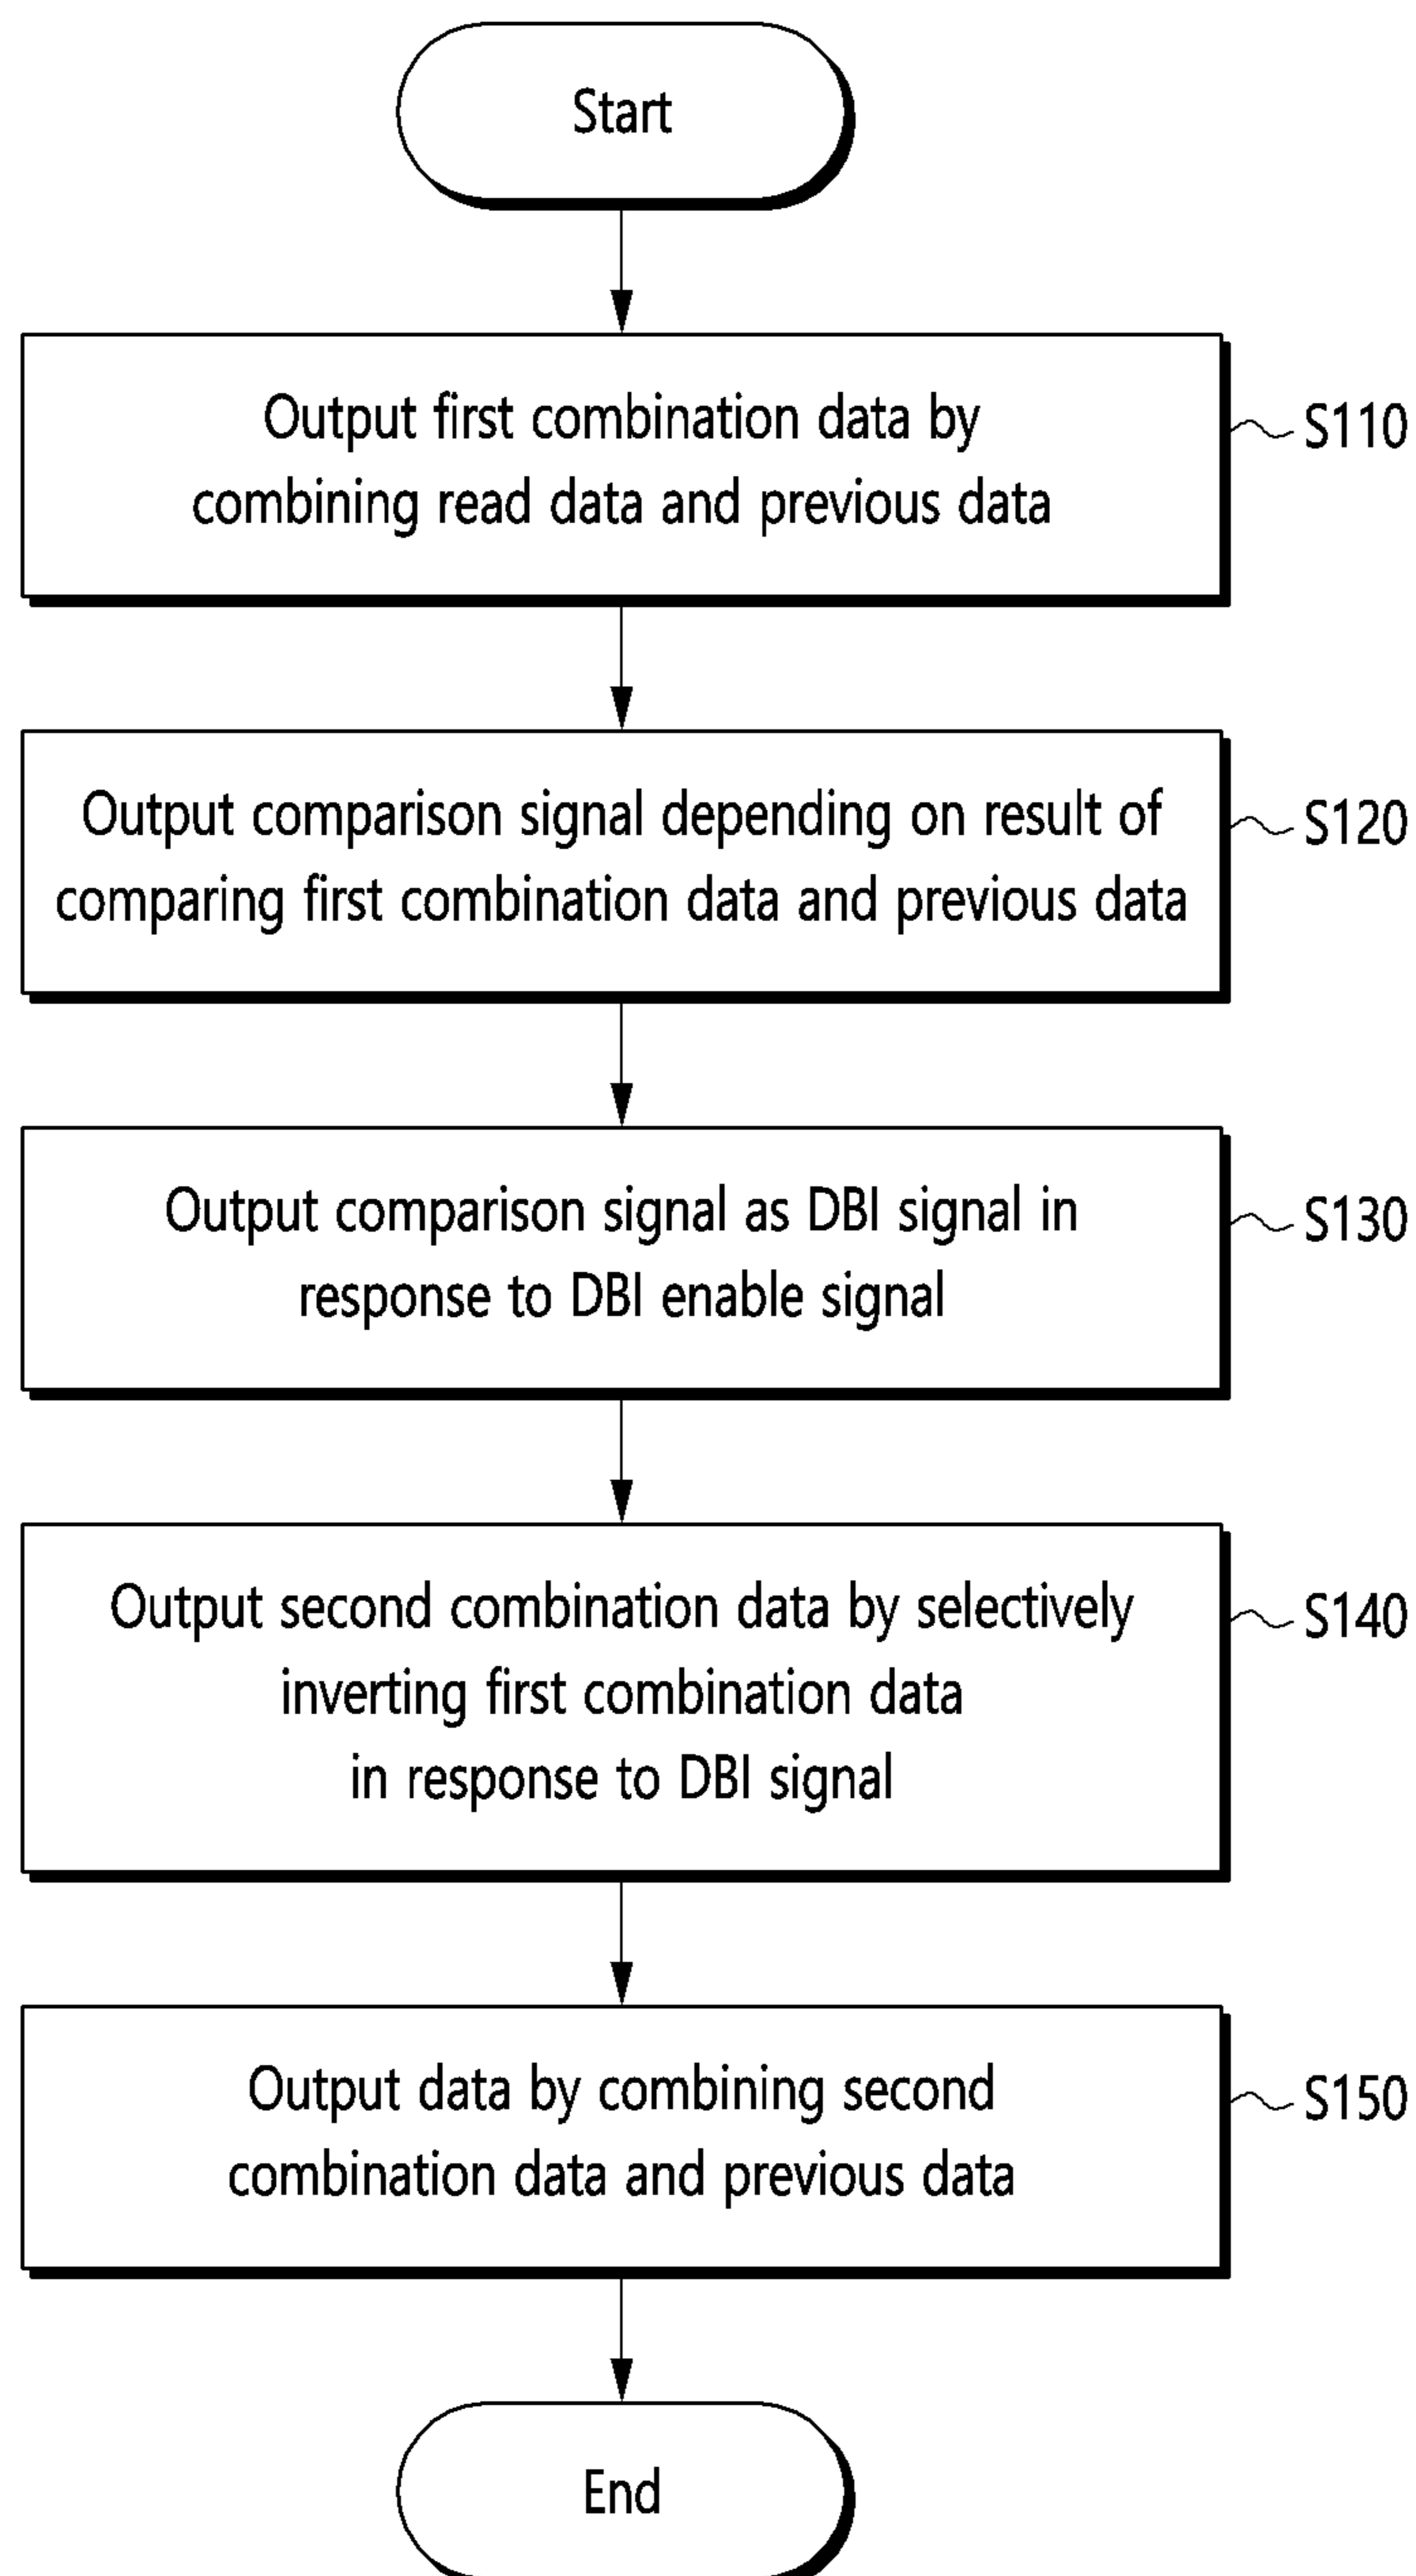 Start
Output first combination data by
combining read data and previous data
S110
Output comparison signal depending on result of
comparing first combination data and previous data
S120
Output comparison signal as DBI signal in
response to DBI enable signal
S130
Output second combination data by selectively
inverting first combination data
in response to DBI signal
S140
Output data by combining second
combination data and previous data
S150
End